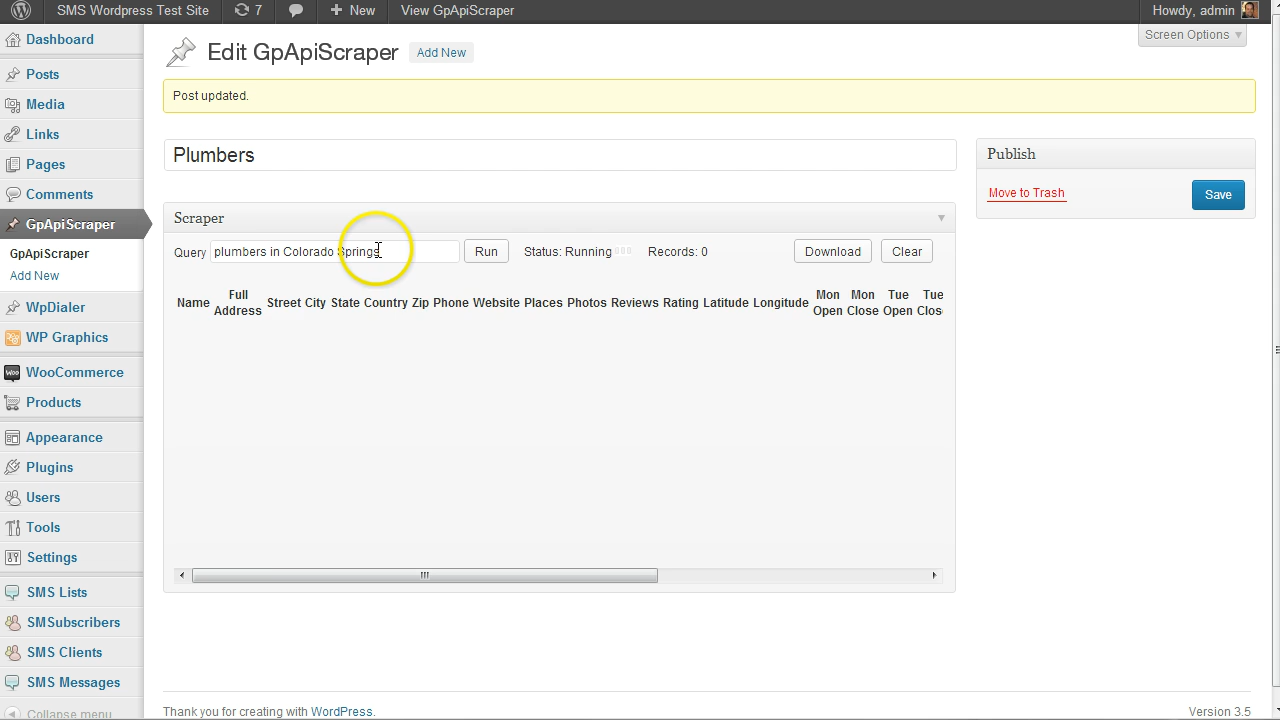 SMS Wordpress Test Site 7 New View GpApiScraper Howdy, admin
Screen Options
Dashboard
Posts
Media
Links
Pages
Comments
GpApiScraper
GpApiScraper
Add New
WpDialer
WP Graphics
WooCommerce
Products
Appearance
Plugins
Users
Tools
Settings
SMS Lists
SMSubscribers
SMS Clients
SMS Messages
Collapse menu
Edit GpApiScraper Add New
Post updated.
Plumbers
Scraper
Query plumbers in Colorado Springs Run Status: Running Records: 0 Download Clear
Name Full Address Street City State Country Zip Phone Website Places Photos Reviews Rating Latitude Longitude Mon Open Mon Close Tue Open Tue Clos
Publish
Move to Trash Save
Thank you for creating with WordPress. Version 3.5